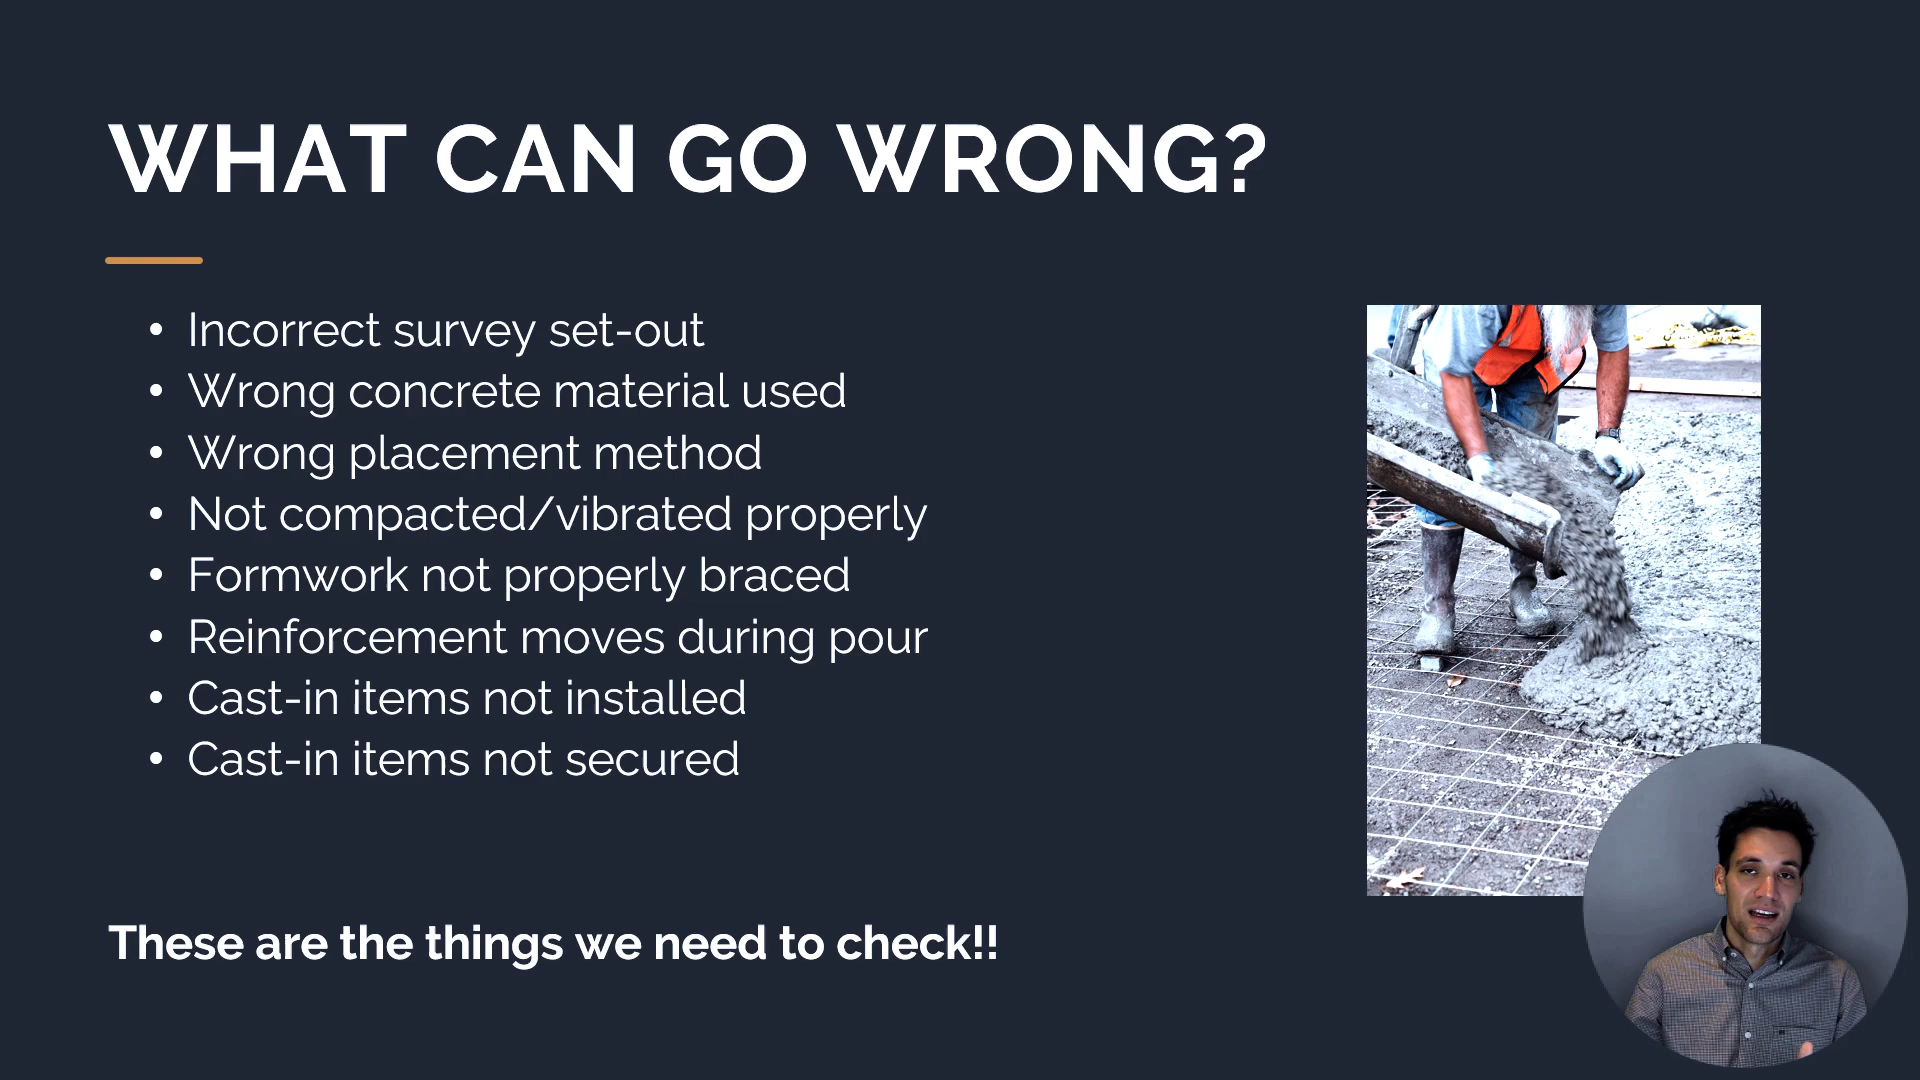 WHAT CAN GO WRONG?
• Incorrect survey set-out
• Wrong concrete material used
• Wrong placement method
• Not compacted/vibrated properly
• Formwork not properly braced
• Reinforcement moves during pour
• Cast-in items not installed
• Cast-in items not secured
These are the things we need to check!!